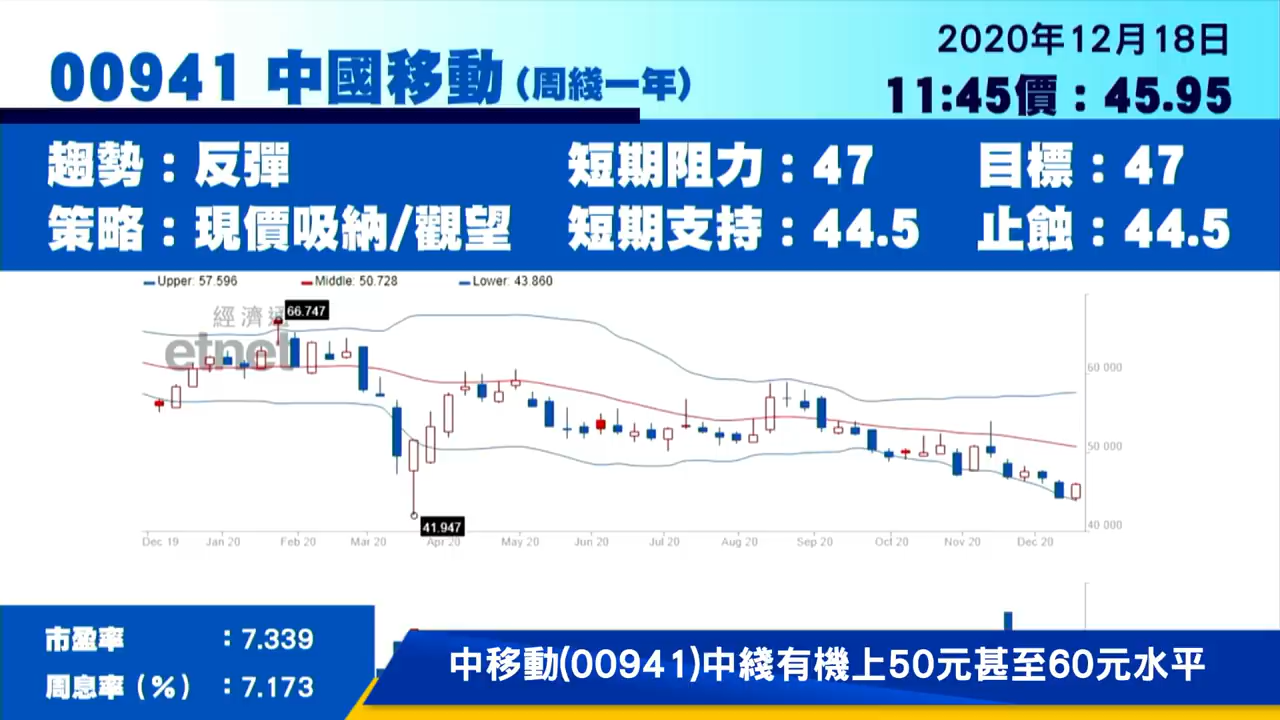 00941 中國移動(周綫一年)
2020年12月18日
11:45價：45.95
趨勢：反彈
短期阻力：47
目標：47
策略：現價吸納/觀望
短期支持：44.5
止蝕：44.5
Upper: 57.596
Middle: 50.728
Lower: 43.860
經濟通
etnet
66.747
41.947
60 000
50 000
40 000
Dec 19
Jan 20
Feb 20
Mar 20
Apr 20
May 20
Jun 20
Jul 20
Aug 20
Sep 20
Oct 20
Nov 20
Dec 20
市盈率 ：7.339
周息率（%）：7.173
中移動(00941)中綫有機上50元甚至60元水平